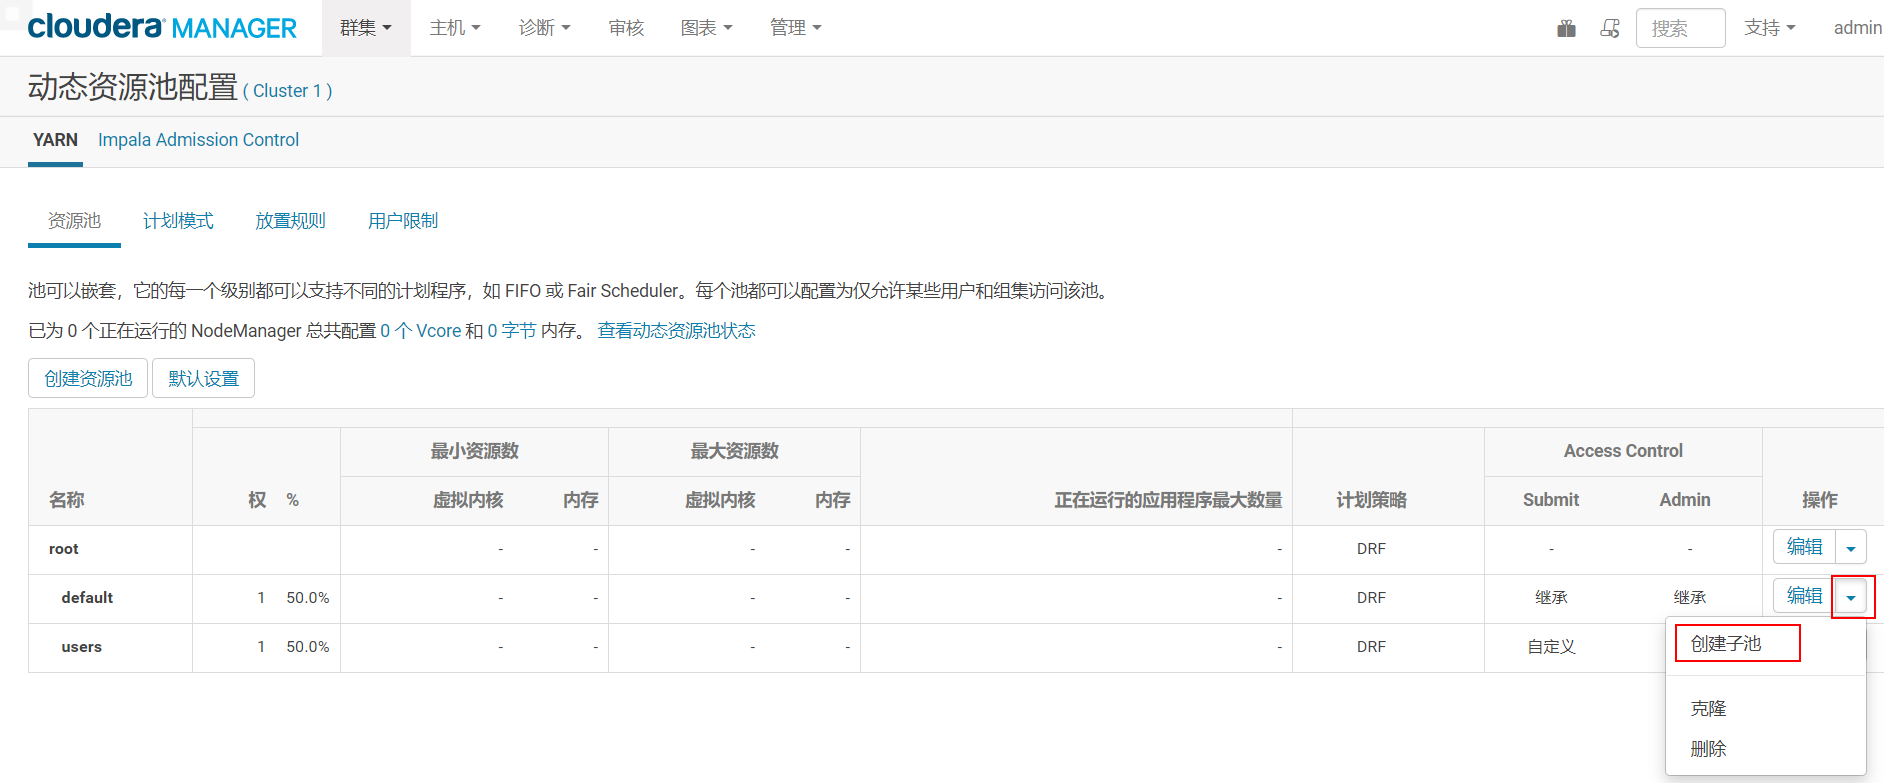 cloudera MANAGER 群集 主机 诊断 审核 图表 管理 搜索 支持 admin
动态资源池配置 ( Cluster 1 )
YARN Impala Admission Control
资源池 计划模式 放置规则 用户限制
池可以嵌套，它的每一个级别都可以支持不同的计划程序，如 FIFO 或 Fair Scheduler。每个池都可以配置为仅允许某些用户和组集访问该池。
已为 0 个正在运行的 NodeManager 总共配置 0 个 Vcore 和 0 字节 内存。 查看动态资源池状态
创建资源池 默认设置
最小资源数 最大资源数 Access Control
名称 权 % 虚拟内核 内存 虚拟内核 内存 正在运行的应用程序最大数量 计划策略 Submit Admin 操作
root - - - - - DRF - - 编辑
default 1 50.0% - - - - - DRF 继承 继承 编辑
users 1 50.0% - - - - - DRF 自定义
创建子池
克隆
删除